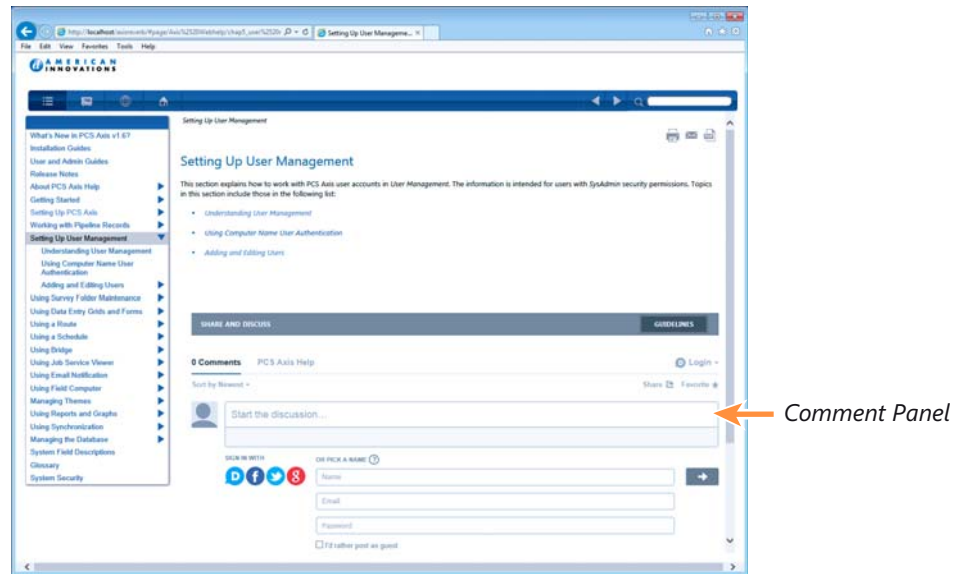 Setting Up User Manageme...
File Edit View Favorites Tools Help
AMERICAN
INNOVATIONS
Setting Up User Management
What's New in PCS Axis v1.6?
Installation Guides
User and Admin Guides
Release Notes
About PCS Axis Help
Getting Started
Setting Up PCS Axis
Working with Pipeline Records
Setting Up User Management
Understanding User Management
Using Computer Name User
Authentication
Adding and Editing Users
Using Survey Folder Maintenance
Using Data Entry Grids and Forms
Using a Route
Using a Schedule
Using Bridge
Using Job Service Viewer
Using Email Notification
Using Field Computer
Managing Themes
Using Reports and Graphs
Using Synchronization
Managing the Database
System Field Descriptions
Glossary
System Security
Setting Up User Management
This section explains how to work with PCS Axis user accounts in User Management. The information is intended for users with SysAdmin security permissions. Topics
in this section include those in the following list:
• Understanding User Management
• Using Computer Name User Authentication
• Adding and Editing Users
SHARE AND DISCUSS GUIDELINES
0 Comments PCS Axis Help Login
Sort by Newest Share Favorite
Start the discussion...
Comment Panel
SIGN IN WITH OR PICK A NAME ?
Name
Email
Password
I'd rather post as guest